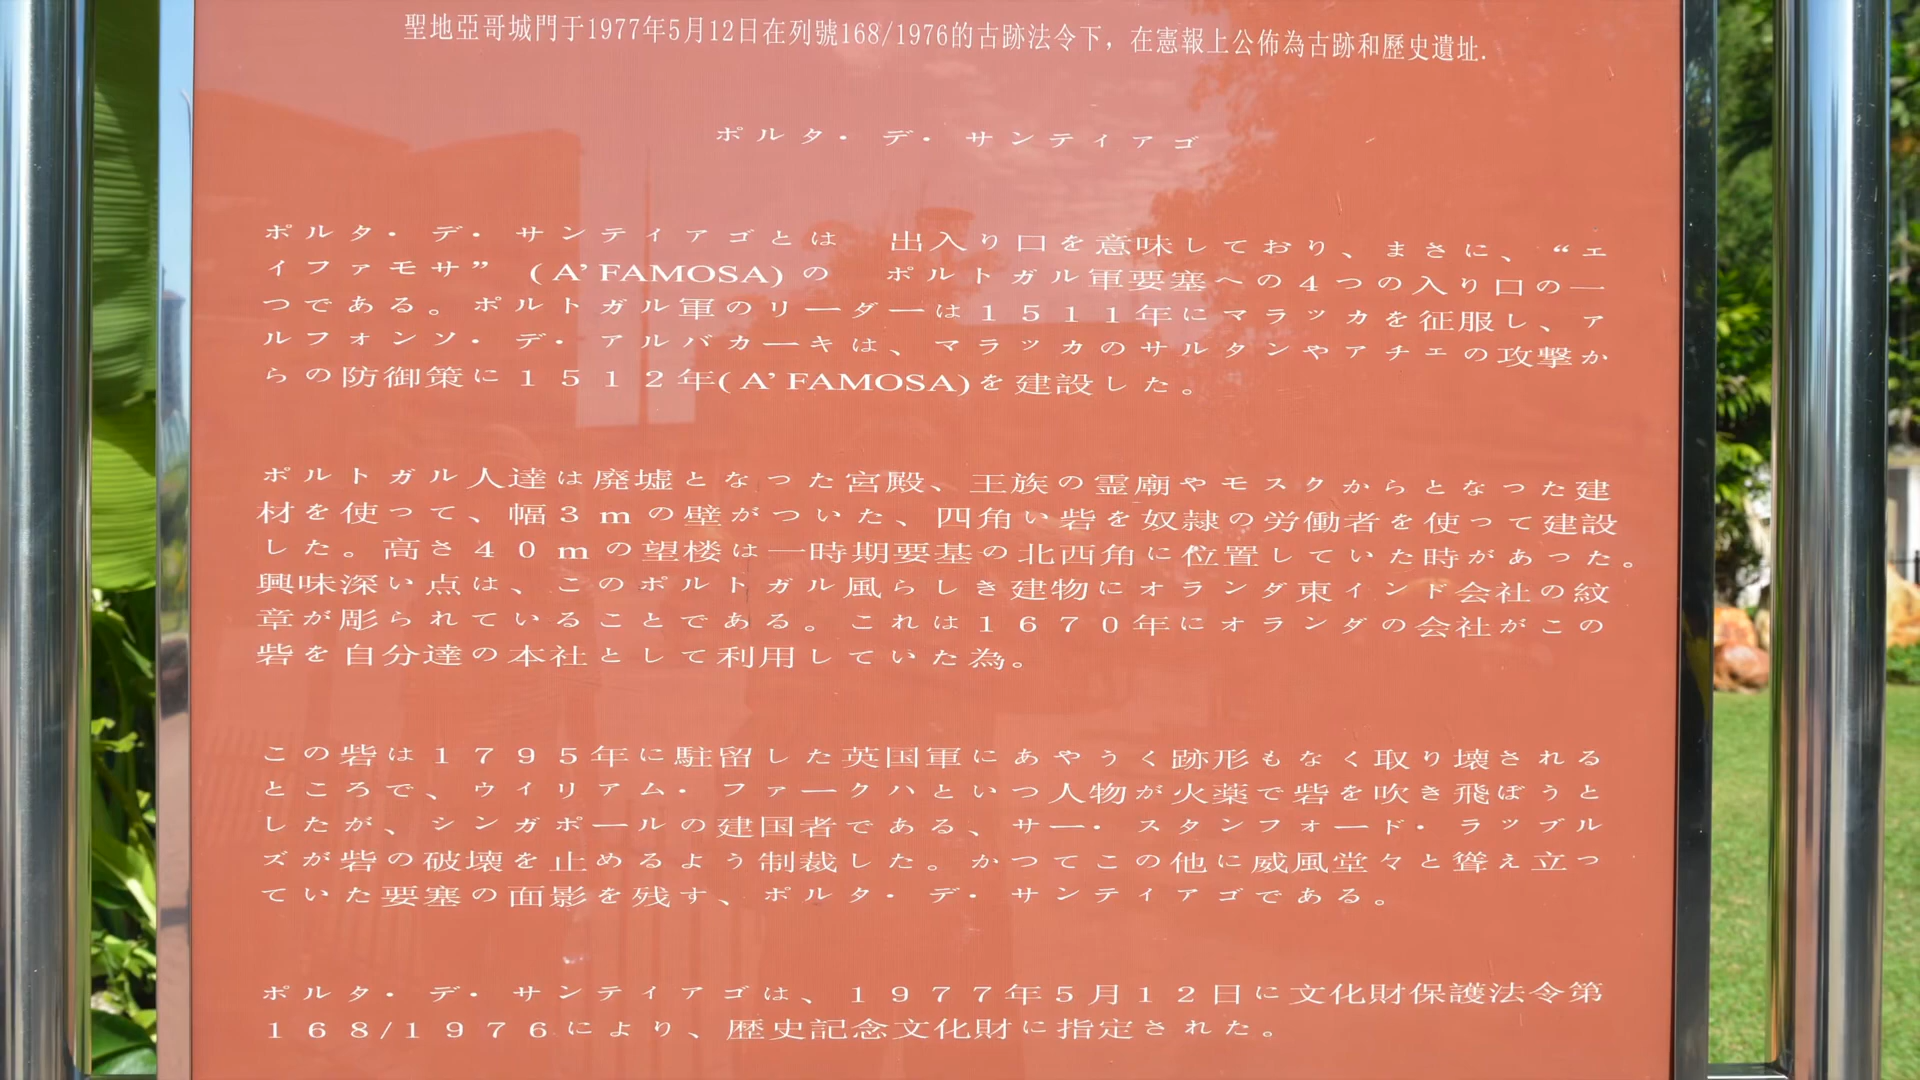 聖地亞哥城門于1977年5月12日在列號168/1976的古跡法令下，在憲報上公佈為古跡和歷史遺址.
ポルタ・デ・サンティアゴ
ポルタ・デ・サンティアゴとは 出入り口を意味しており、まさに、“エ
イファモサ” (A’ FAMOSA) の ポルトガル軍要塞への４つの入り口の一
つである。ポルトガル軍のリーダーは１５１１年にマラッカを征服し、ァ
ルフォンソ・デ・アルバカーキは、マラッカのサルタンやアチェの攻撃か
らの防御策に１５１２年(A’ FAMOSA)を建設した。
ポルトガル人達は廃墟となった宮殿、王族の霊廟やモスクからとなった建
材を使って、幅３ｍの壁がついた、四角い砦を奴隷の労働者を使って建設
した。高さ４０ｍの望楼は一時期要基の北西角に位置していた時があった。
興味深い点は、このポルトガル風らしき建物にオランダ東インド会社の紋
章が彫られていることである。これは１６７０年にオランダの会社がこの
砦を自分達の本社として利用していた為。
この砦は１７９５年に駐留した英国軍にあやうく跡形もなく取り壊される
ところで、ウイリアム・ファークハといつ人物が火薬で砦を吹き飛ぼうと
したが、シンガポールの建国者である、サー・スタンフォード・ラッブル
ズが砦の破壊を止めるよう制裁した。かつてこの他に威風堂々と聳え立っ
ていた要塞の面影を残す、ポルタ・デ・サンティアゴである。
ポルタ・デ・サンティアゴは、１９７７年５月１２日に文化財保護法令第
１６８/１９７６により、歴史記念文化財に指定された。